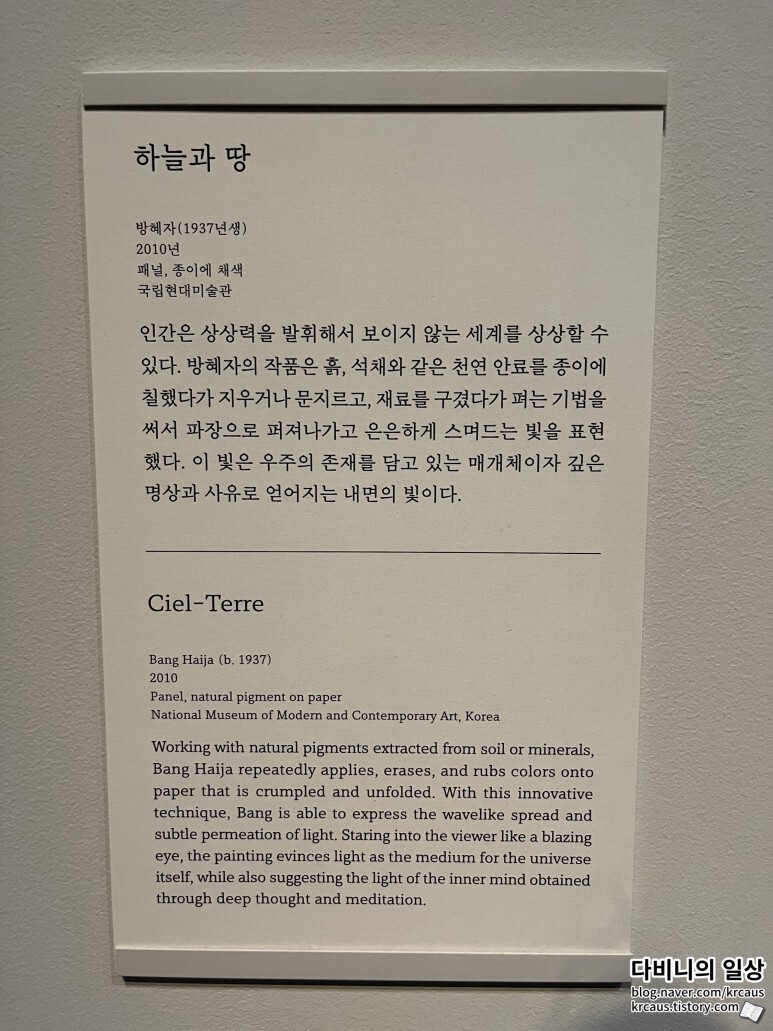 하늘과 땅
방혜자(1937년생)
2010년
패널, 종이에 채색
국립현대미술관
인간은 상상력을 발휘해서 보이지 않는 세계를 상상할 수
있다. 방혜자의 작품은 흙, 석채와 같은 천연 안료를 종이에
칠했다가 지우거나 문지르고, 재료를 구겼다가 펴는 기법을
써서 파장으로 퍼져나가고 은은하게 스며드는 빛을 표현
했다. 이 빛은 우주의 존재를 담고 있는 매개체이자 깊은
명상과 사유로 얻어지는 내면의 빛이다.
Ciel-Terre
Bang Haija (b. 1937)
2010
Panel, natural pigment on paper
National Museum of Modern and Contemporary Art, Korea
Working with natural pigments extracted from soil or minerals,
Bang Haija repeatedly applies, erases, and rubs colors onto
paper that is crumpled and unfolded. With this innovative
technique, Bang is able to express the wavelike spread and
subtle permeation of light. Staring into the viewer like a blazing
eye, the painting evinces light as the medium for the universe
itself, while also suggesting the light of the inner mind obtained
through deep thought and meditation.
다비니의 일상
blog.naver.com/krcaus
krcaus.tistory.com